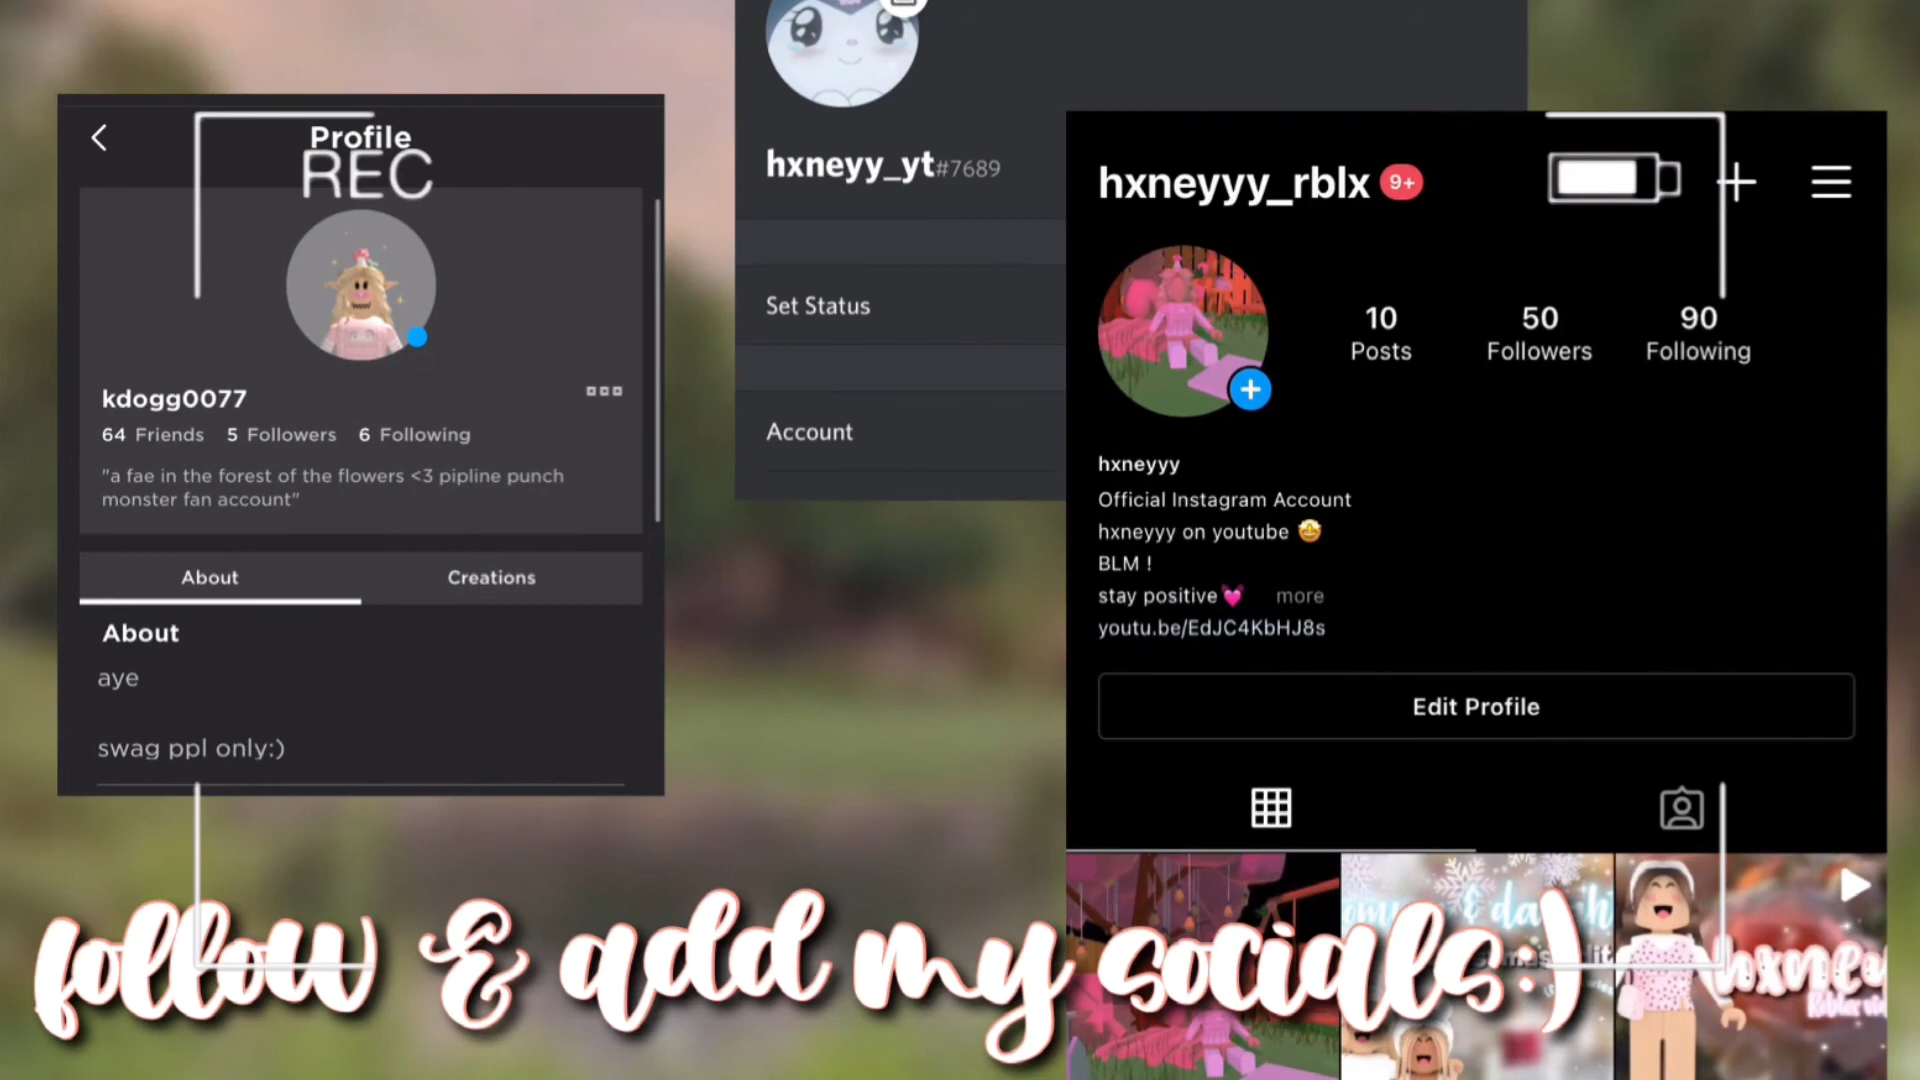 Profile
REC
kdogg0077
64 Friends 5 Followers 6 Following
"a fae in the forest of the flowers <3 pipline punch
monster fan account"
About Creations
About
aye
swag ppl only:)
hxneyy_yt#7689
Set Status
Account
hxneyyy_rblx 9+
10 50 90
Posts Followers Following
hxneyyy
Official Instagram Account
hxneyyy on youtube 🤩
BLM !
stay positive💓 more
youtu.be/EdJC4KbHJ8s
Edit Profile
follow & add my socials:)